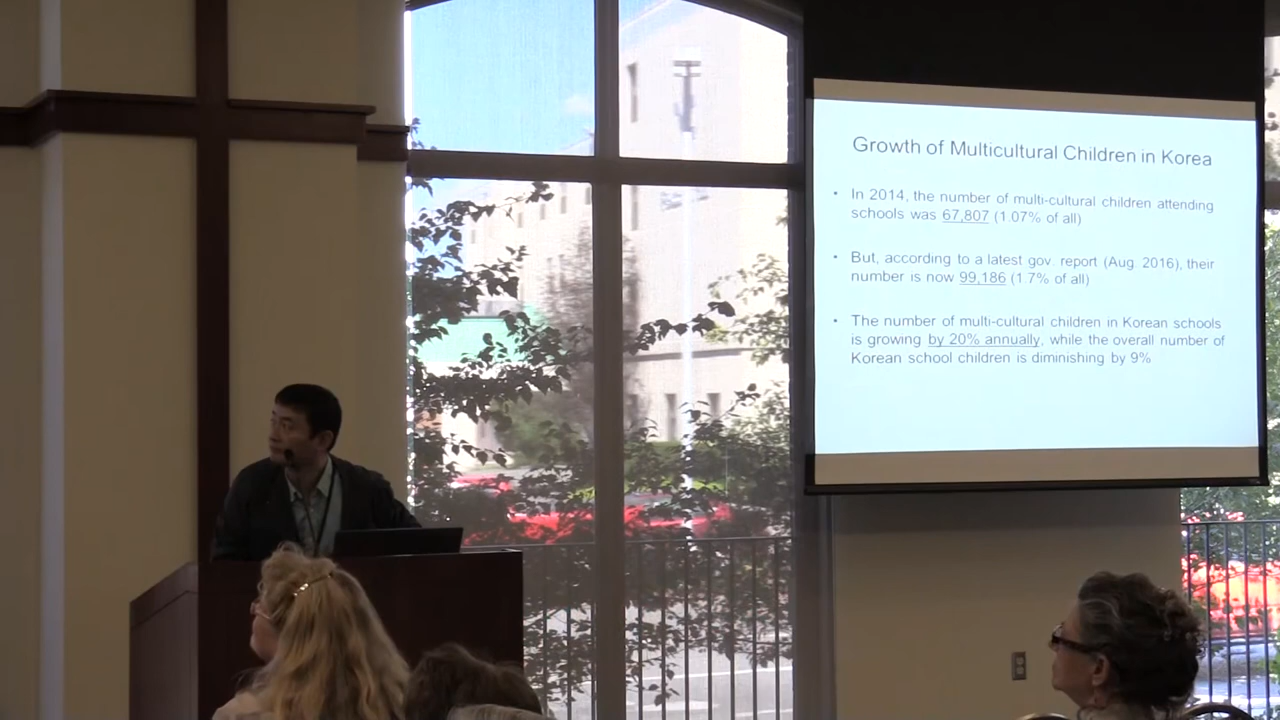 Growth of Multicultural Children in Korea
• In 2014, the number of multi-cultural children attending
schools was 67,807 (1.07% of all)
• But, according to a latest gov. report (Aug. 2016), their
number is now 99,186 (1.7% of all)
• The number of multi-cultural children in Korean schools
is growing by 20% annually, while the overall number of
Korean school children is diminishing by 9%